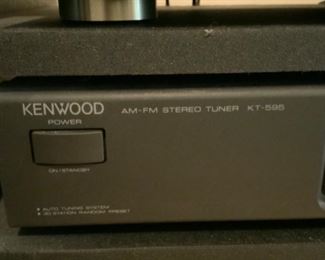 KENWOOD AM-FM STEREO TUNER KT-595
POWER
ON/STANDBY
AUTO TUNING SYSTEM
20 STATION RANDOM PRESET